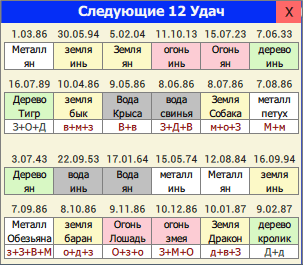 Следующие 12 Удач X
1.03.86 30.05.94 5.02.04 11.10.13 15.07.23 7.06.33
Металл земля Земля огонь Огонь дерево
ян инь ян инь ян инь
16.07.89 10.04.86 9.05.86 8.06.86 8.07.86 7.08.86
Дерево земля Вода вода Земля металл
Тигр бык Крыса свинья Собака петух
З+О+Д в+м+з В+в З+Д+В м+о+З М+м
3.07.43 22.09.53 17.01.64 15.05.74 12.08.84 16.09.94
Дерево вода Вода металл Металл земля
ян инь ян инь ян инь
7.09.86 8.10.86 9.11.86 10.12.86 10.01.87 9.02.87
Металл земля Огонь огонь Земля дерево
Обезьяна баран Лошадь змея Дракон кролик
з+З+В+М о+д+з О+з+о З+М+О д+в+З Д+д